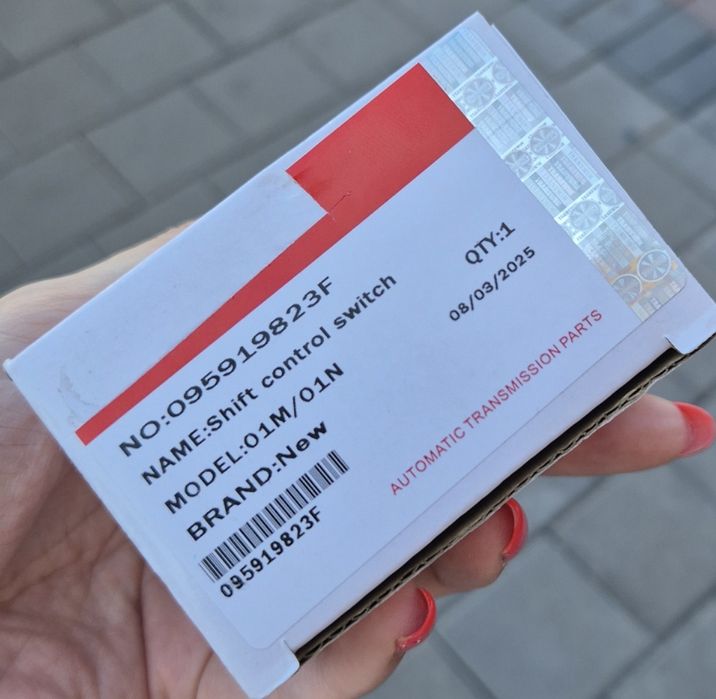 NO:095919823F
NAME:Shift control switch
MODEL:01M/01N
BRAND:New
095919823F
QTY:1
08/03/2025
AUTOMATIC TRANSMISSION PARTS